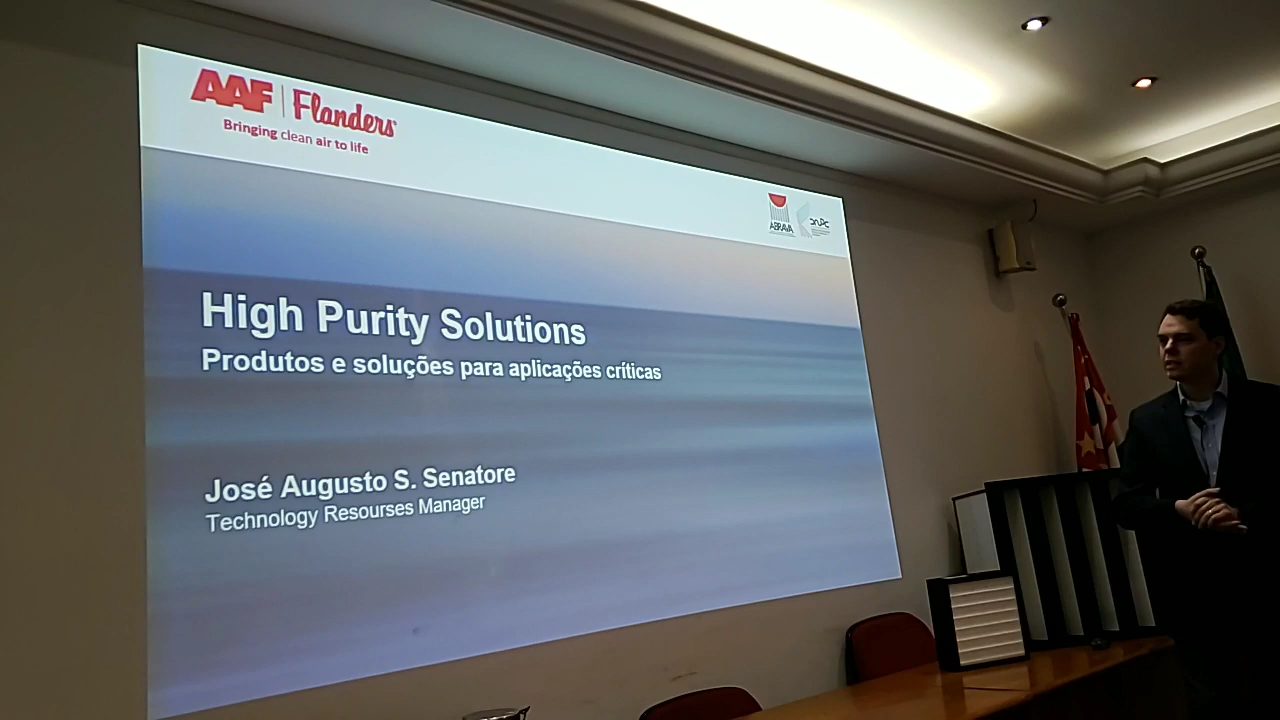 AAF | Flanders
Bringing clean air to life
ABRAVA
High Purity Solutions
Produtos e soluções para aplicações críticas
José Augusto S. Senatore
Technology Resourses Manager